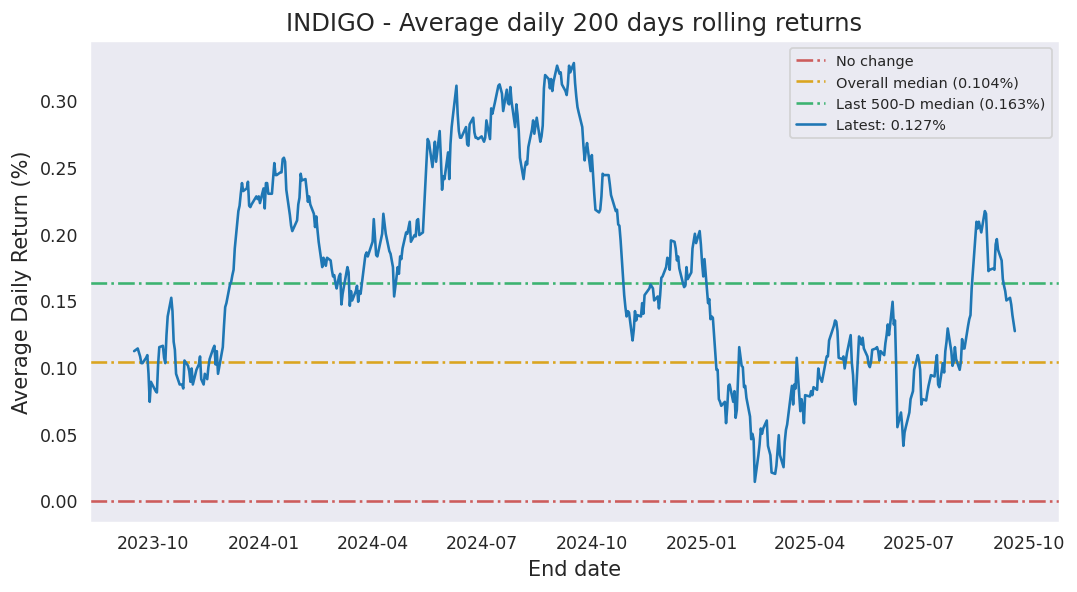 INDIGO - Average daily 200 days rolling returns
No change
Overall median (0.104%)
Last 500-D median (0.163%)
Latest: 0.127%
Average Daily Return (%)
0.30
0.25
0.20
0.15
0.10
0.05
0.00
2023-10 2024-01 2024-04 2024-07 2024-10 2025-01 2025-04 2025-07 2025-10
End date